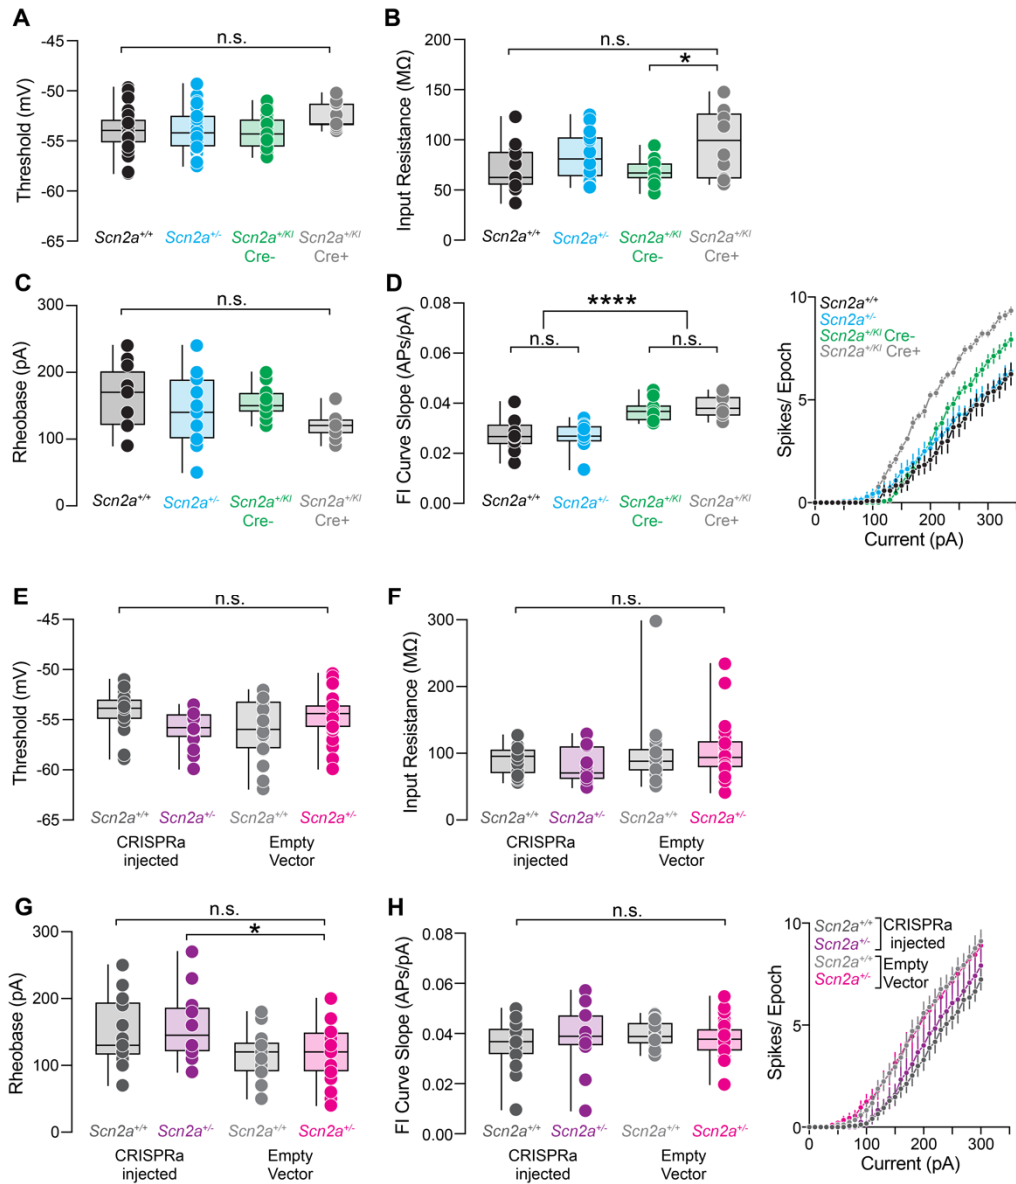 A
-45
-50
-55
-60
-65
Threshold (mV)
n.s.
Scn2a+/+ Scn2a+/- Scn2a+/KI Scn2a+/KI
Cre- Cre+
B
200
150
100
50
0
Input Resistance (MΩ)
n.s.
*
Scn2a+/+ Scn2a+/- Scn2a+/KI Scn2a+/KI
Cre- Cre+
C
300
200
100
0
Rheobase (pA)
n.s.
Scn2a+/+ Scn2a+/- Scn2a+/KI Scn2a+/KI
Cre- Cre+
D
0.08
0.06
0.04
0.02
0.00
FI Curve Slope (APs/pA)
****
n.s. n.s.
Scn2a+/+ Scn2a+/- Scn2a+/KI Scn2a+/KI
Cre- Cre+
10
5
0
Spikes/ Epoch
Scn2a+/+
Scn2a+/-
Scn2a+/KI Cre-
Scn2a+/KI Cre+
0 100 200 300
Current (pA)
E
-45
-50
-55
-60
-65
Threshold (mV)
n.s.
Scn2a+/+ Scn2a+/- Scn2a+/+ Scn2a+/-
CRISPRa Empty
injected Vector
F
300
200
100
0
Input Resistance (MΩ)
n.s.
Scn2a+/+ Scn2a+/- Scn2a+/+ Scn2a+/-
CRISPRa Empty
injected Vector
G
300
200
100
0
Rheobase (pA)
n.s.
*
Scn2a+/+ Scn2a+/- Scn2a+/+ Scn2a+/-
CRISPRa Empty
injected Vector
H
0.08
0.06
0.04
0.02
0.00
FI Curve Slope (APs/pA)
n.s.
Scn2a+/+ Scn2a+/- Scn2a+/+ Scn2a+/-
CRISPRa Empty
injected Vector
10
5
0
Spikes/ Epoch
Scn2a+/+ CRISPRa
Scn2a+/- injected
Scn2a+/+ Empty
Scn2a+/- Vector
0 100 200 300
Current (pA)